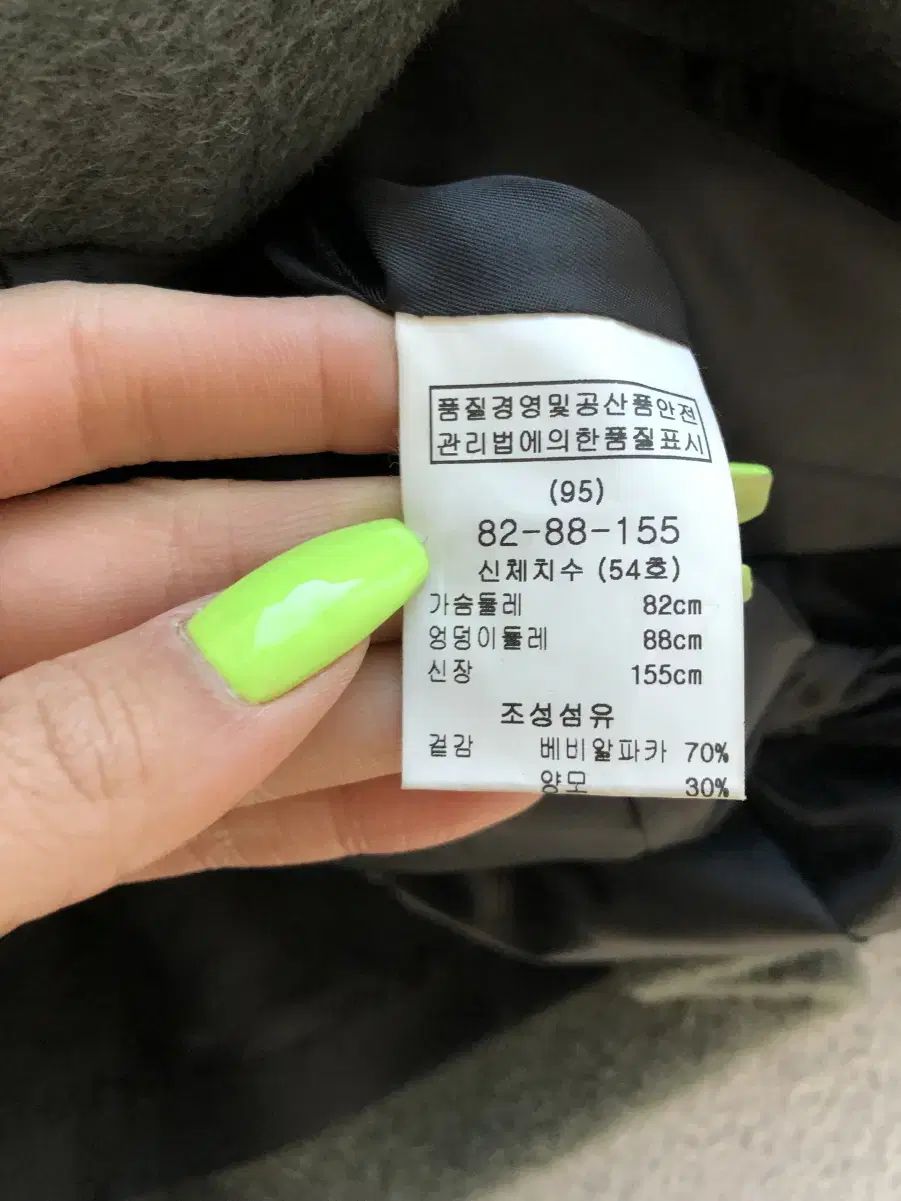 품질경영및공산품안전
관리법에의한품질표시
(95)
82-88-155
신체치수 (54호)
가슴둘레 82cm
엉덩이둘레 88cm
신장 155cm
조성섬유
겉감 베비알파카 70%
양모 30%